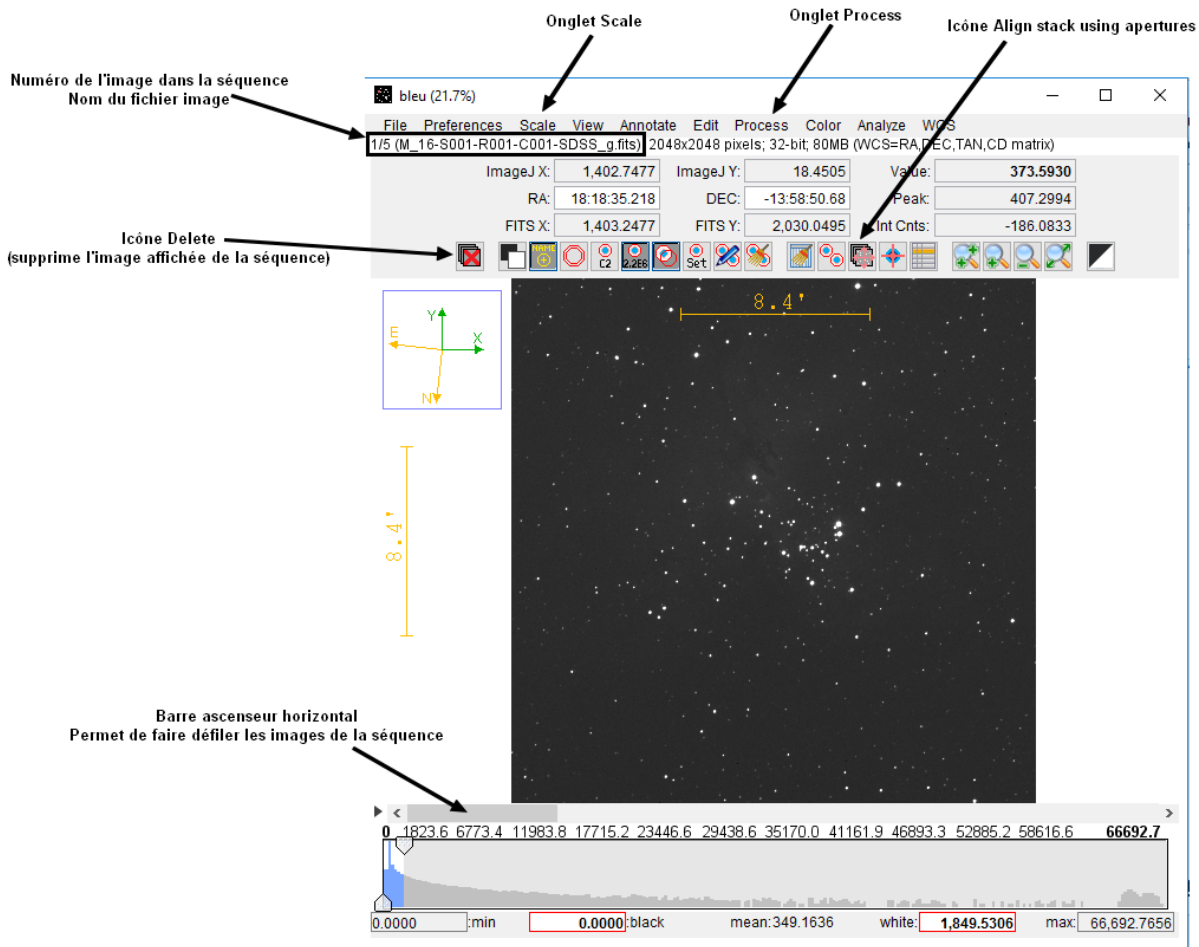 Onglet Scale
Onglet Process
Icône Align stack using apertures
Numéro de l'image dans la séquence
Nom du fichier image
bleu (21.7%)
File Preferences Scale View Annotate Edit Process Color Analyze WCS
1/5 (M_16-S001-R001-C001-SDSS_g.fits) 2048x2048 pixels; 32-bit; 80MB (WCS=RA,DEC,TAN,CD matrix)
ImageJ X: 1,402.7477 ImageJ Y: 18.4505 Value: 373.5930
RA: 18:18:35.218 DEC: -13:58:50.68 Peak: 407.2994
FITS X: 1,403.2477 FITS Y: 2,030.0495 Int Cnts: -186.0833
Icône Delete
(supprime l'image affichée de la séquence)
NAME
C2
2.2E6
Set
8.4'
Y
E
X
N
8.4'
Barre ascenseur horizontal
Permet de faire défiler les images de la séquence
0 1823.6 6773.4 11983.8 17715.2 23446.6 29438.6 35170.0 41161.9 46893.3 52885.2 58616.6 66692.7
0.0000 :min 0.0000 :black mean:349.1636 white: 1,849.5306 max: 66,692.7656